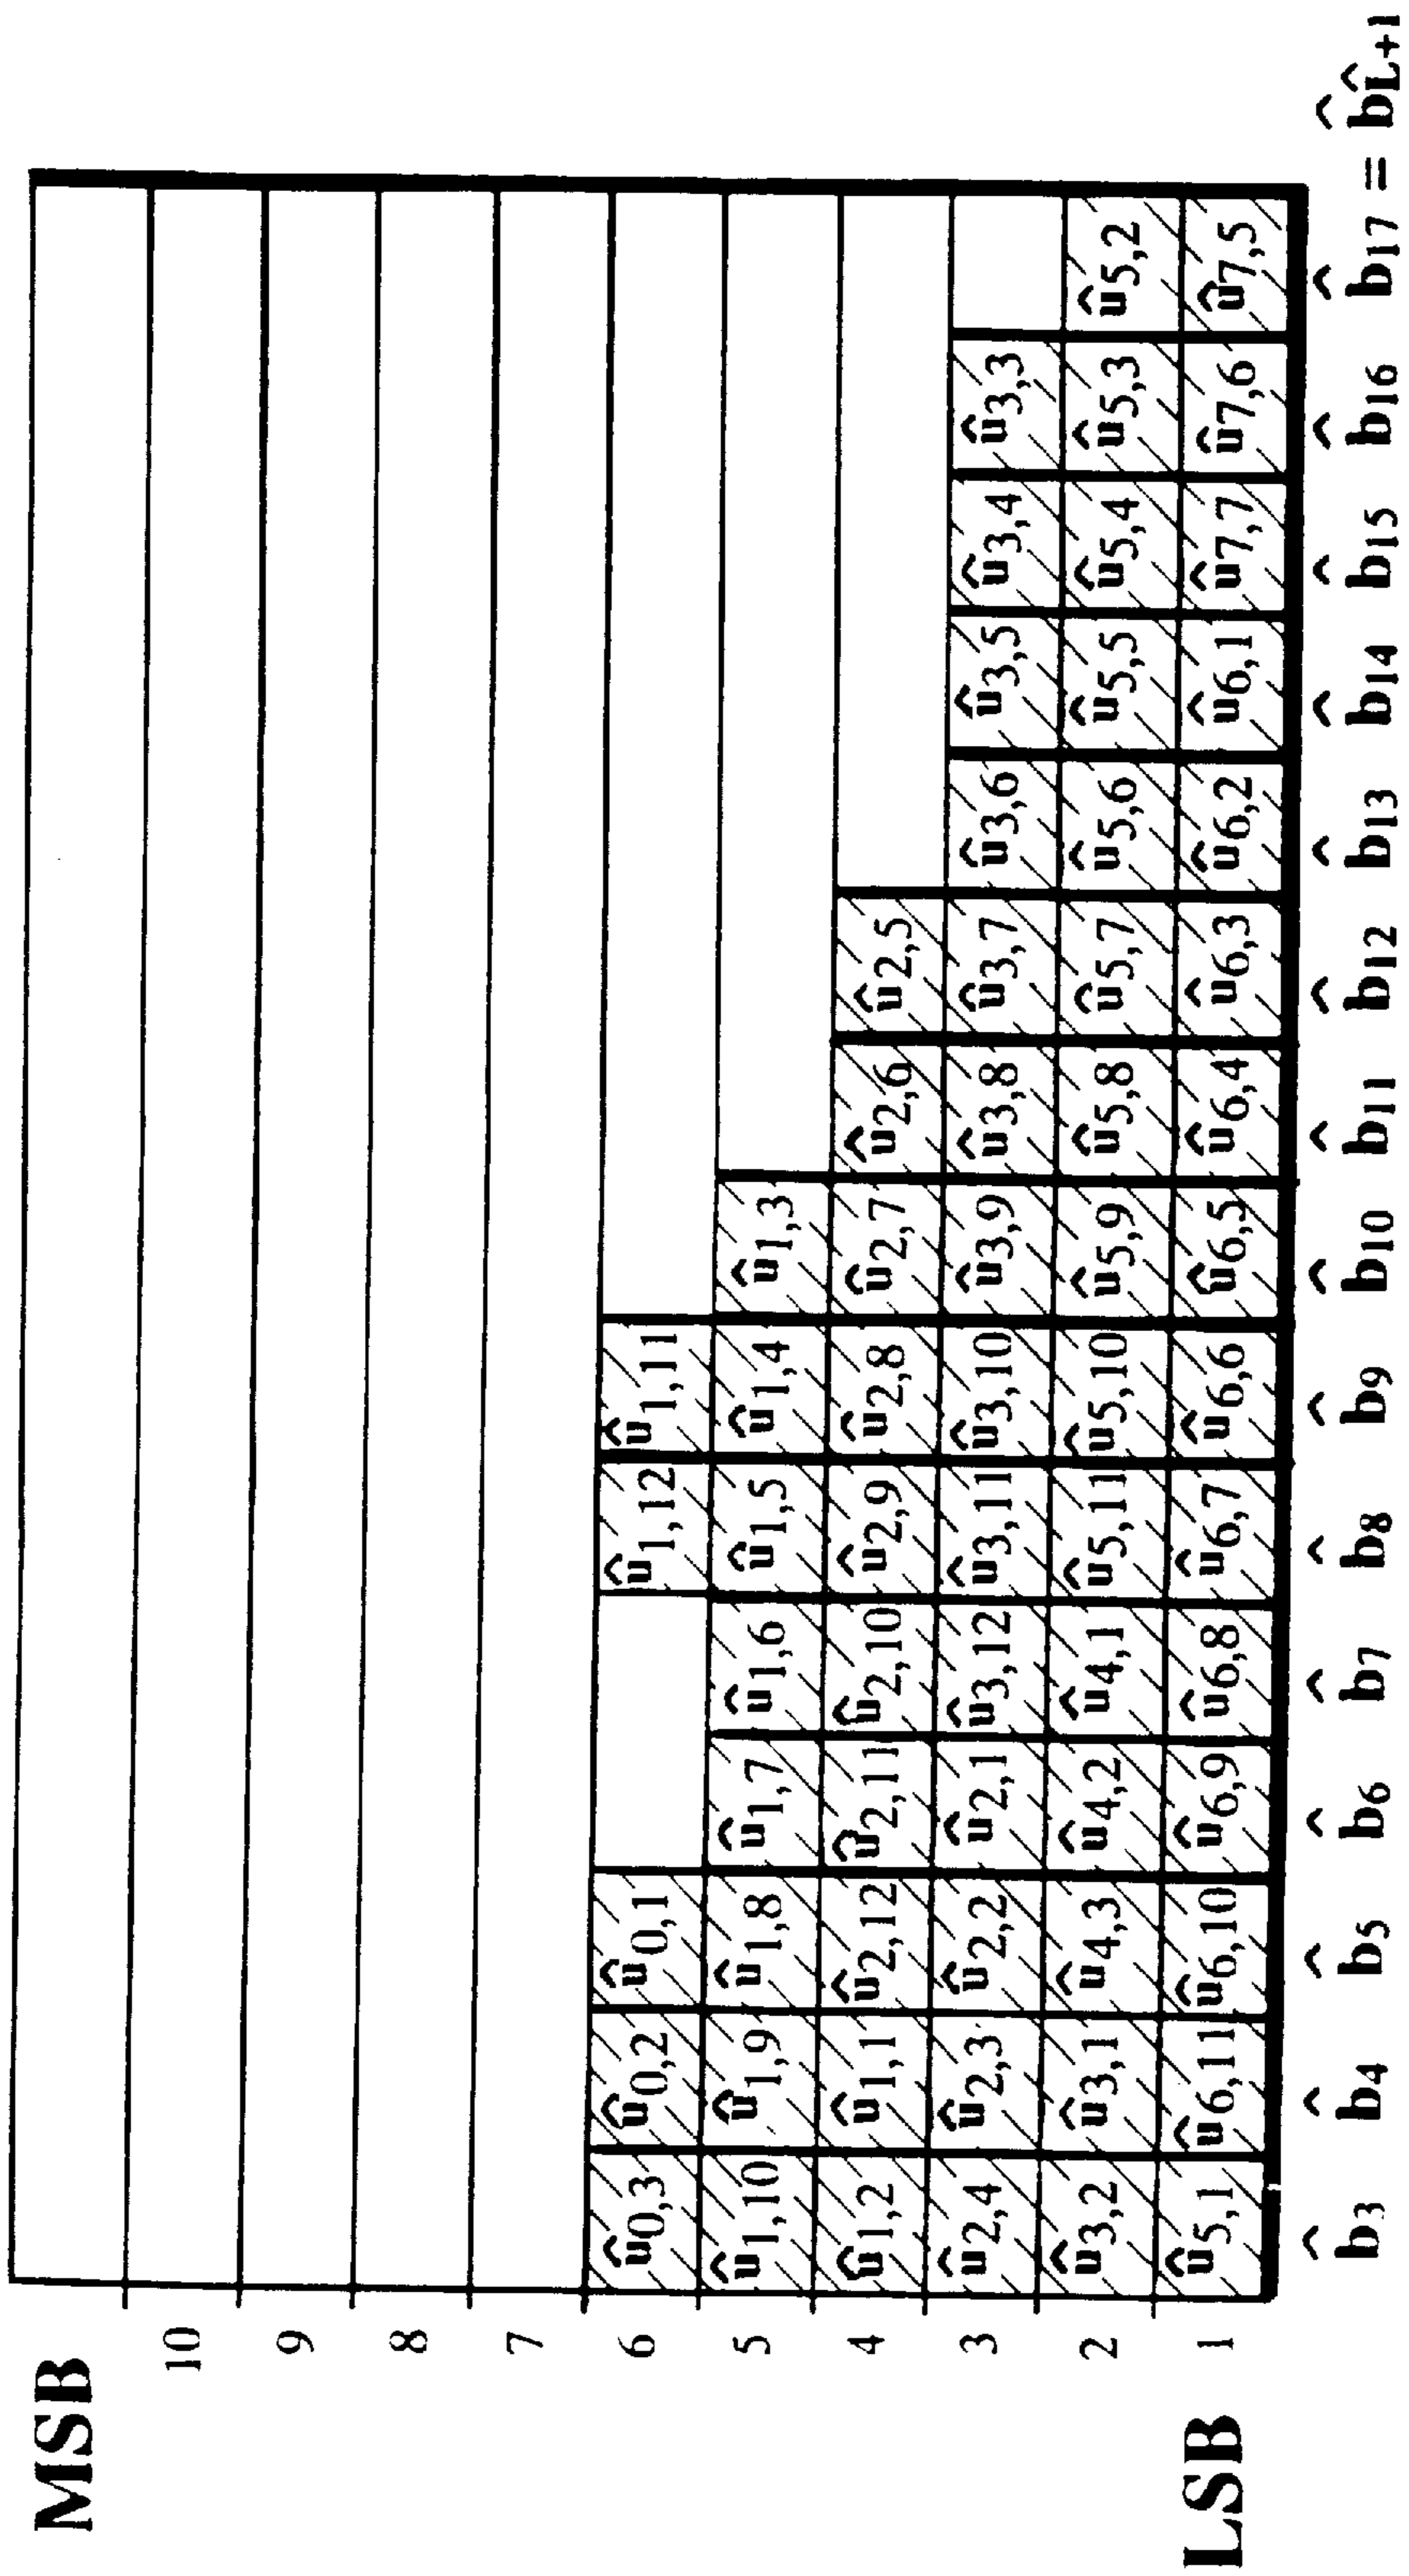 MSB
10
9
8
7
6 û0,3 û0,2 û0,1 û1,12 û1,11
5 û1,10 û1,9 û1,8 û1,7 û1,6 û1,5 û1,4 û1,3
4 û1,2 û1,1 û2,12 û2,11 û2,10 û2,9 û2,8 û2,7 û2,6 û2,5
3 û2,4 û2,3 û2,2 û2,1 û3,12 û3,11 û3,10 û3,9 û3,8 û3,7 û3,6 û3,5 û3,4 û3,3
2 û3,2 û3,1 û4,3 û4,2 û4,1 û5,11 û5,10 û5,9 û5,8 û5,7 û5,6 û5,5 û5,4 û5,3 û5,2
LSB 1 û5,1 û6,11 û6,10 û6,9 û6,8 û6,7 û6,6 û6,5 û6,4 û6,3 û6,2 û6,1 û7,7 û7,6 û7,5
b̂3 b̂4 b̂5 b̂6 b̂7 b̂8 b̂9 b̂10 b̂11 b̂12 b̂13 b̂14 b̂15 b̂16 b̂17 = b̂L̂+1